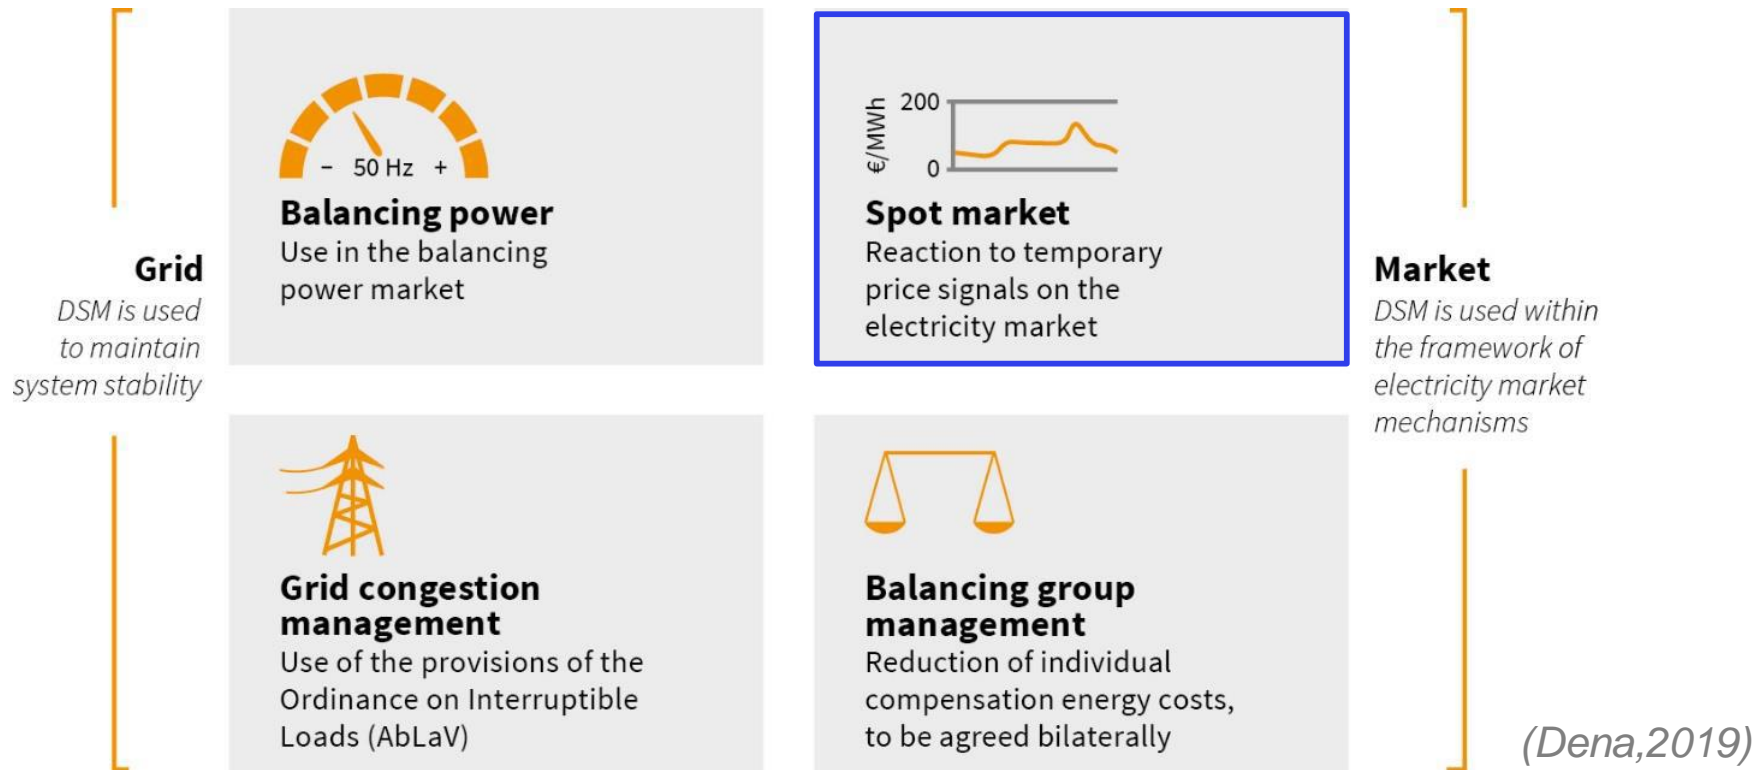 Grid
DSM is used
to maintain
system stability
– 50 Hz +
Balancing power
Use in the balancing
power market
€/MWh
200
0
Spot market
Reaction to temporary
price signals on the
electricity market
Grid congestion
management
Use of the provisions of the
Ordinance on Interruptible
Loads (AbLaV)
Balancing group
management
Reduction of individual
compensation energy costs,
to be agreed bilaterally
Market
DSM is used within
the framework of
electricity market
mechanisms
(Dena,2019)